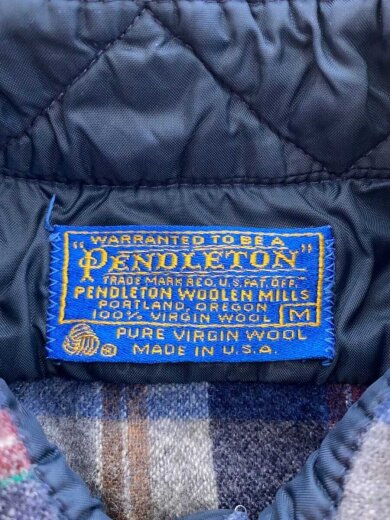 WARRANTED TO BE A
"PENDLETON"
TRADE MARK REG. U.S. PAT. OFF.
PENDLETON WOOLEN MILLS
PORTLAND, OREGON
100% VIRGIN WOOL M
PURE VIRGIN WOOL
® MADE IN U.S.A.